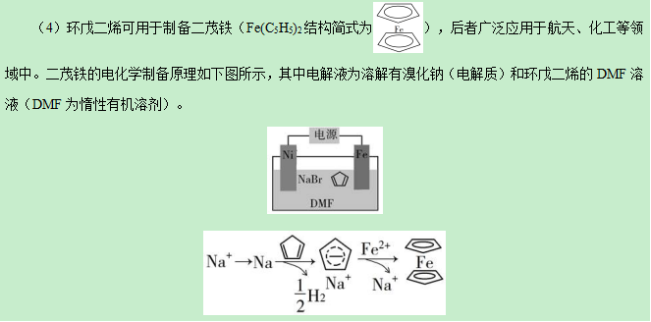 （4）环戊二烯可用于制备二茂铁（Fe(C5H5)2结构简式为 Fe ），后者广泛应用于航天、化工等领
域中。二茂铁的电化学制备原理如下图所示，其中电解液为溶解有溴化钠（电解质）和环戊二烯的 DMF 溶
液（DMF 为惰性有机溶剂）。
电源
Ni Fe
NaBr
DMF
Na⁺→Na Fe²⁺ Fe
Na⁺ Na⁺
1/2 H₂